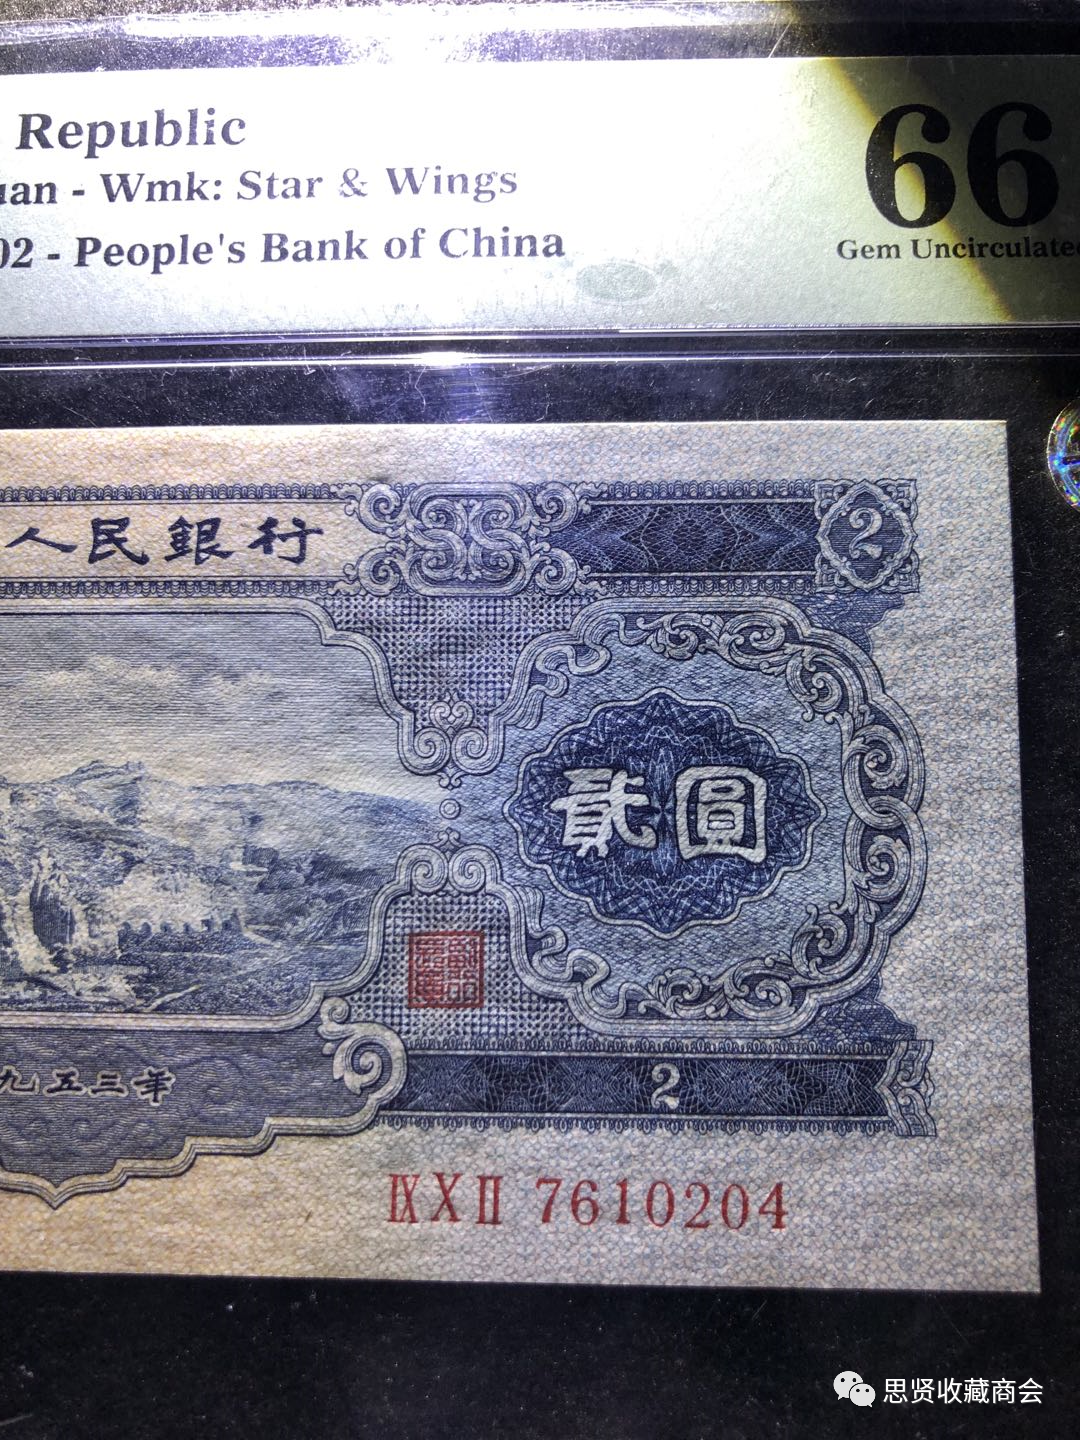 Republic
uan - Wmk: Star & Wings
02 - People's Bank of China
66
Gem Uncirculated
人民銀行
2
貳圓
九五三年
2
ⅨⅩⅡ 7610204
思贤收藏商会